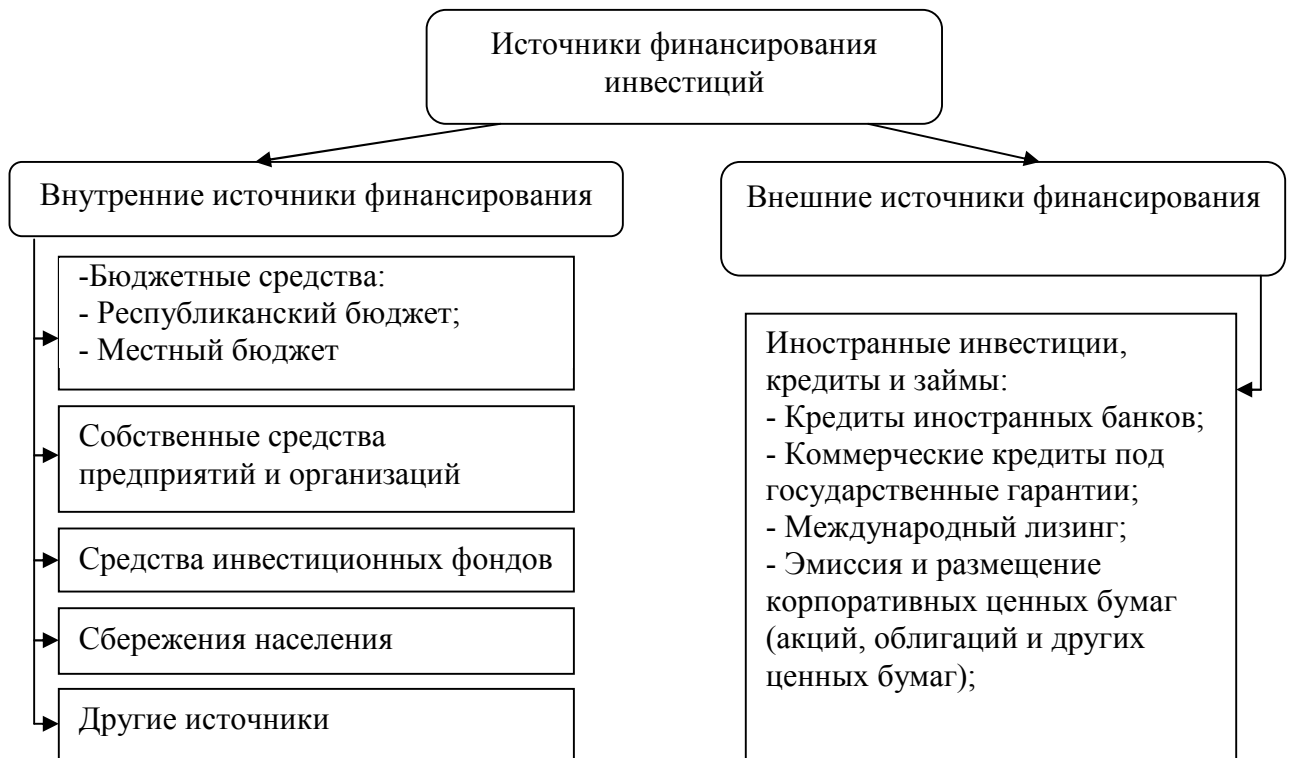 Источники финансирования
инвестиций
Внутренние источники финансирования
-Бюджетные средства:
- Республиканский бюджет;
- Местный бюджет
Собственные средства
предприятий и организаций
Средства инвестиционных фондов
Сбережения населения
Другие источники
Внешние источники финансирования
Иностранные инвестиции,
кредиты и займы:
- Кредиты иностранных банков;
- Коммерческие кредиты под
государственные гарантии;
- Международный лизинг;
- Эмиссия и размещение
корпоративных ценных бумаг
(акций, облигаций и других
ценных бумаг);